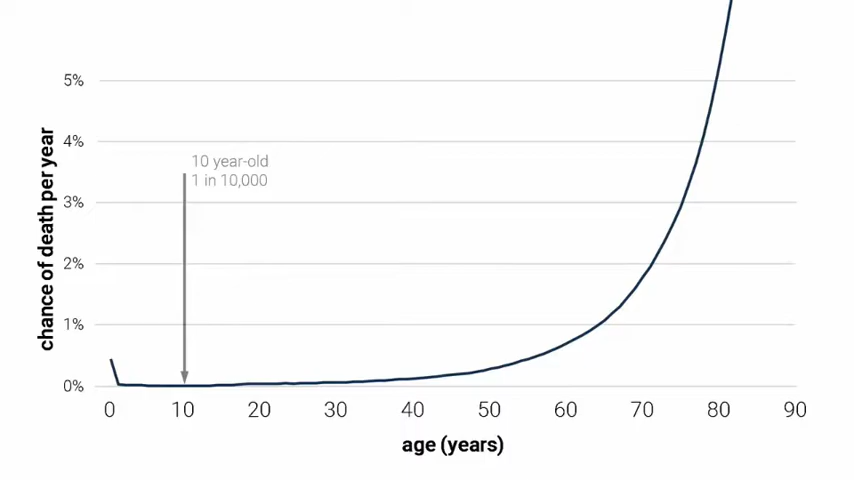 5%
4%
3%
2%
1%
0%
chance of death per year
10 year-old
1 in 10,000
0 10 20 30 40 50 60 70 80 90
age (years)